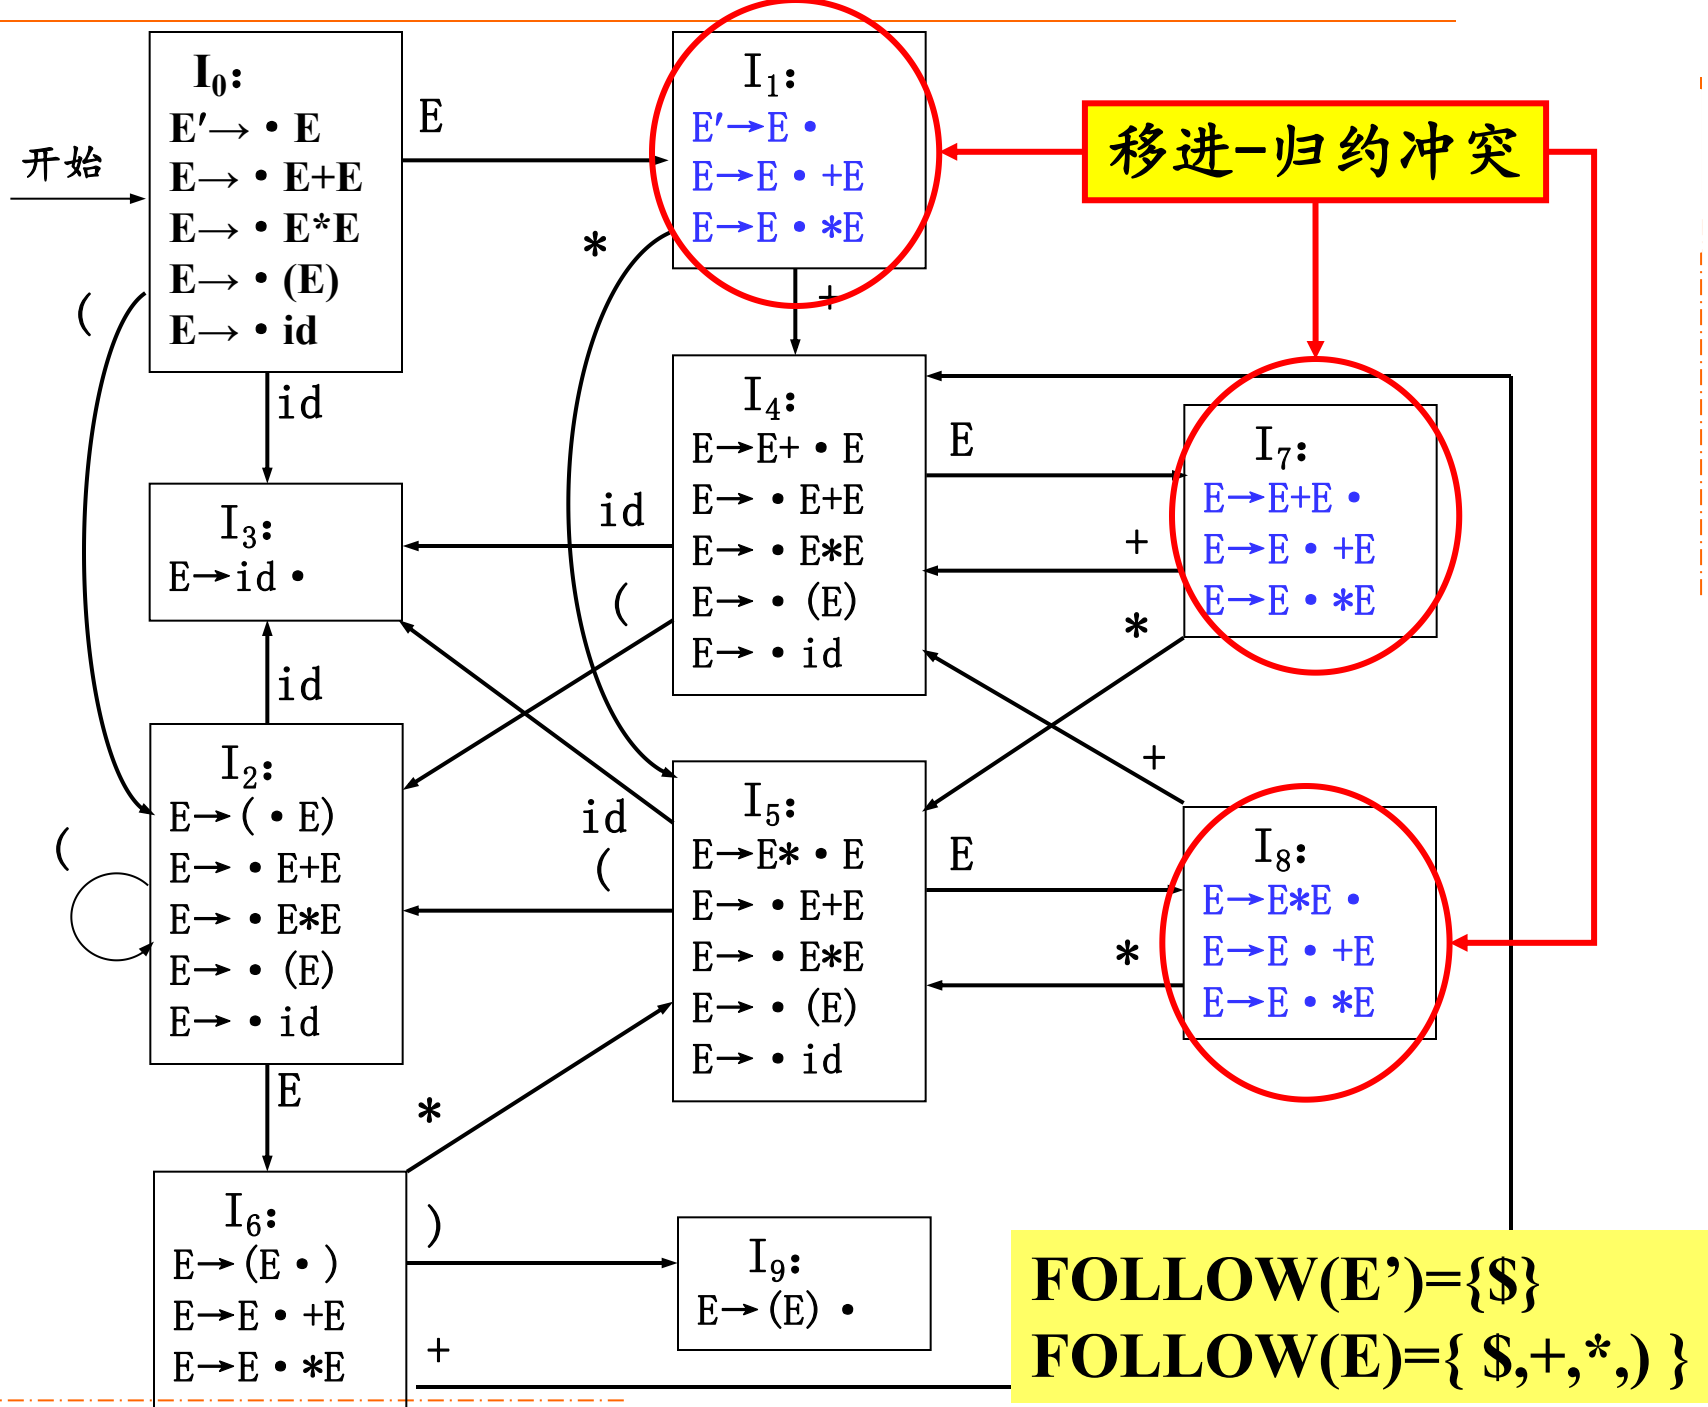 I₀:
E′→ · E
E→ · E+E
E→ · E*E
E→ · (E)
E→ · id
开始
E
I₁:
E′→E ·
E→E · +E
E→E · *E
移进-归约冲突
*
+
(
id
I₄:
E→E+ · E
E→ · E+E
E→ · E*E
E→ · (E)
E→ · id
E
I₇:
E→E+E ·
E→E · +E
E→E · *E
I₃:
E→id ·
id
+
(
*
id
I₂:
E→( · E)
E→ · E+E
E→ · E*E
E→ · (E)
E→ · id
(
+
id
(
I₅:
E→E* · E
E→ · E+E
E→ · E*E
E→ · (E)
E→ · id
E
I₈:
E→E*E ·
E→E · +E
E→E · *E
*
E
*
I₆:
E→(E · )
E→E · +E
E→E · *E
)
I₉:
E→(E) ·
+
FOLLOW(E’)={$}
FOLLOW(E)={ $,+,*,) }